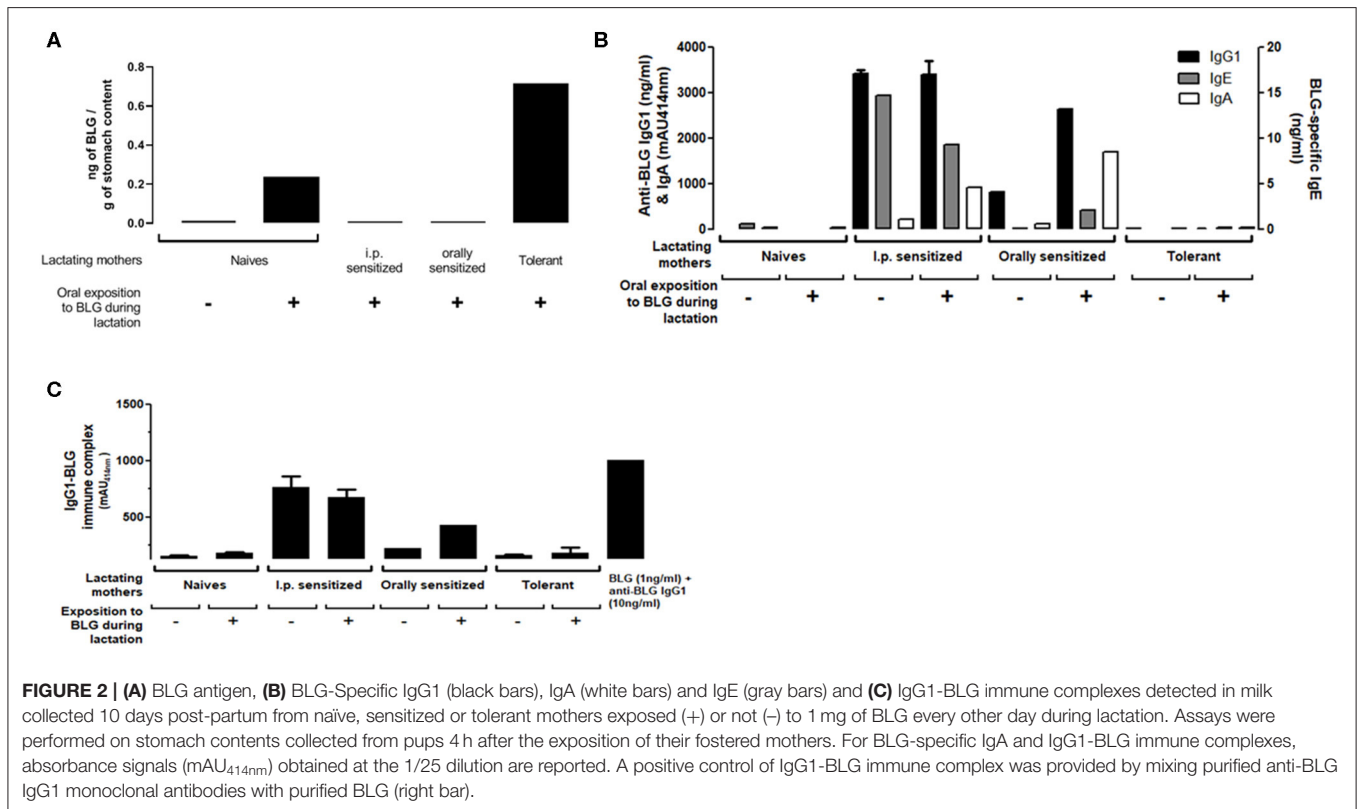 A
ng of BLG /
g of stomach content
0.8
0.6
0.4
0.2
0.0
Lactating mothers
Naives
i.p.
sensitized
orally
sensitized
Tolerant
Oral exposition
to BLG during
lactation
- + + + +
B
Anti-BLG IgG1 (ng/ml)
& IgA (mAU414nm)
4000
3000
2000
1000
0
IgG1
IgE
IgA
20
15
10
5
0
BLG-specific IgE
(ng/ml)
Lactating
mothers
Naives
I.p. sensitized
Orally sensitized
Tolerant
Oral exposition
to BLG during
lactation
- + - + - + - +
C
IgG1-BLG
immune complex
(mAU414nm)
1500
1000
500
Lactating
mothers
Naives
I.p. sensitized
Orally sensitized
Tolerant
BLG (1ng/ml) +
anti-BLG IgG1
(10ng/ml)
Exposition to
BLG during
lactation
- + - + - + - +
FIGURE 2 | (A) BLG antigen, (B) BLG-Specific IgG1 (black bars), IgA (white bars) and IgE (gray bars) and (C) IgG1-BLG immune complexes detected in milk
collected 10 days post-partum from naïve, sensitized or tolerant mothers exposed (+) or not (–) to 1 mg of BLG every other day during lactation. Assays were
performed on stomach contents collected from pups 4 h after the exposition of their fostered mothers. For BLG-specific IgA and IgG1-BLG immune complexes,
absorbance signals (mAU414nm) obtained at the 1/25 dilution are reported. A positive control of IgG1-BLG immune complex was provided by mixing purified anti-BLG
IgG1 monoclonal antibodies with purified BLG (right bar).